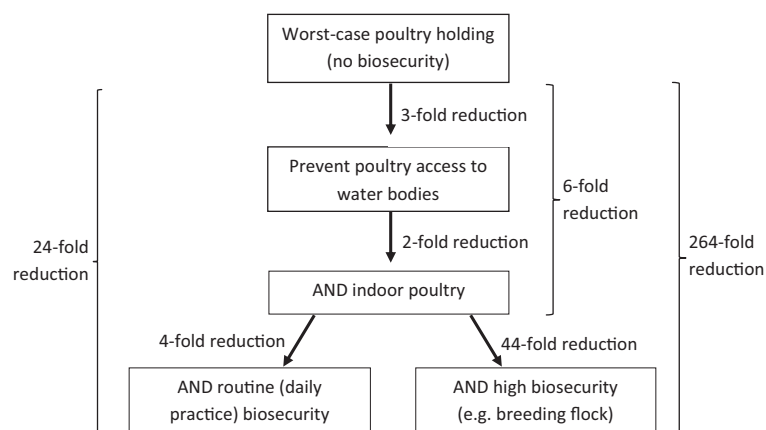 Worst-case poultry holding
(no biosecurity)
3-fold reduction
Prevent poultry access to
water bodies
6-fold
reduction
24-fold
reduction
2-fold reduction
264-fold
reduction
AND indoor poultry
4-fold reduction
44-fold reduction
AND routine (daily
practice) biosecurity
AND high biosecurity
(e.g. breeding flock)